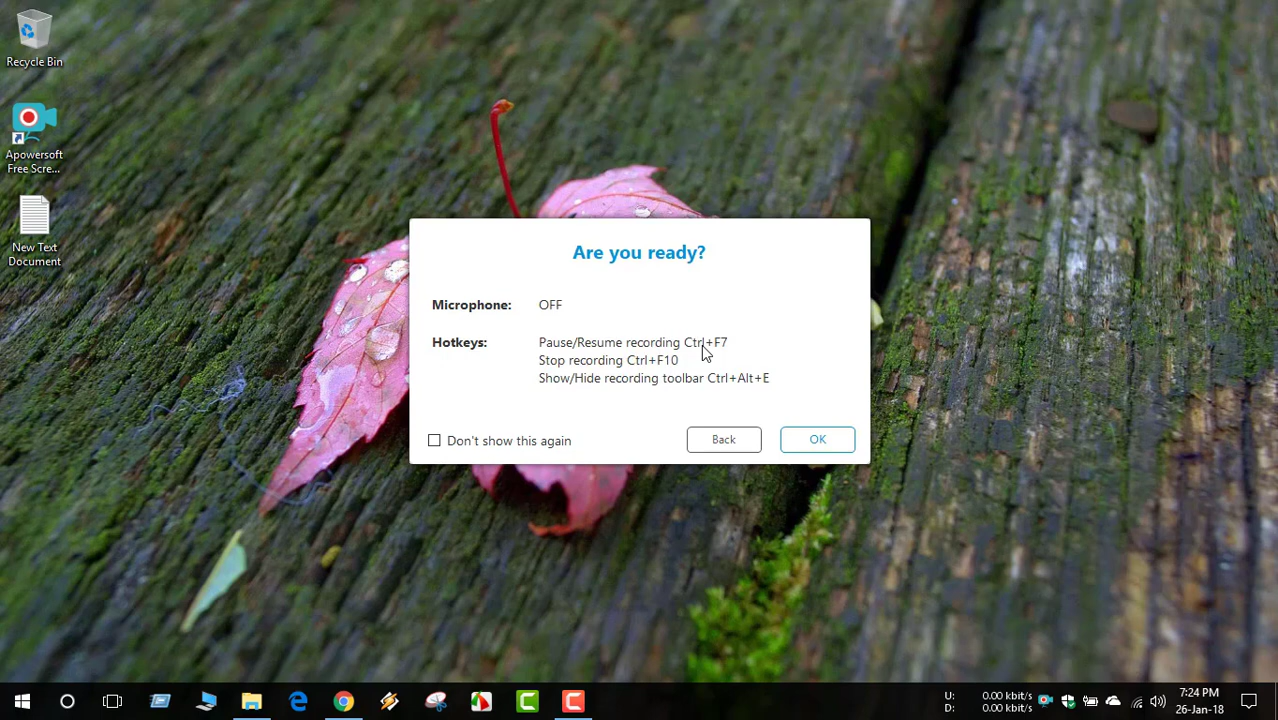 Recycle Bin
Apowersoft
Free Scre...
New Text
Document
Are you ready?
Microphone: OFF
Hotkeys: Pause/Resume recording Ctrl+F7
Stop recording Ctrl+F10
Show/Hide recording toolbar Ctrl+Alt+E
Don't show this again
Back
OK
U: 0.00 kbit/s
D: 0.00 kbit/s
7:24 PM
26-Jan-18